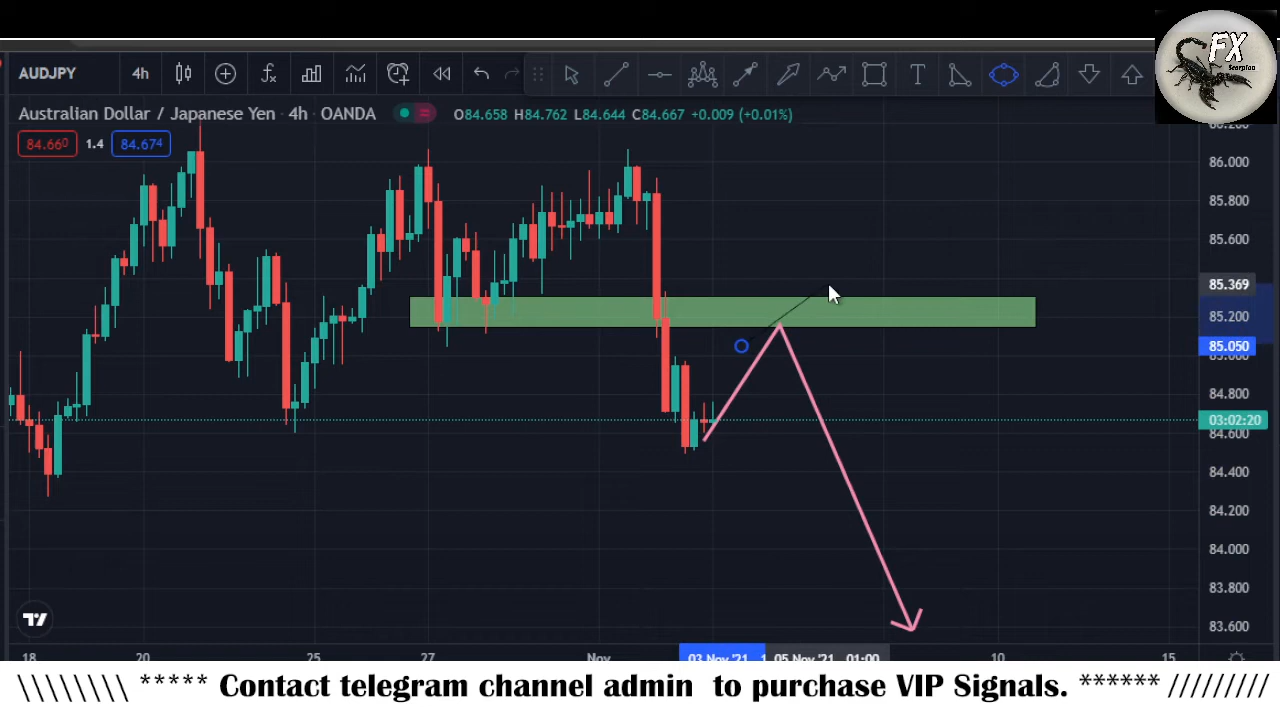 FX
Scorpion
AUDJPY 4h
Australian Dollar / Japanese Yen · 4h OANDA O84.658 H84.762 L84.644 C84.667 +0.009 (+0.01%)
84.660 1.4 84.674
86.000
85.800
85.600
85.369
85.200
85.050
84.800
03:02:20
84.600
84.400
84.200
84.000
83.800
83.600
18 20 25 27 Nov 03 Nov '21 05 Nov '21 01:00 10 15
\\\\\\\\\ ***** Contact telegram channel admin to purchase VIP Signals. ****** /////////